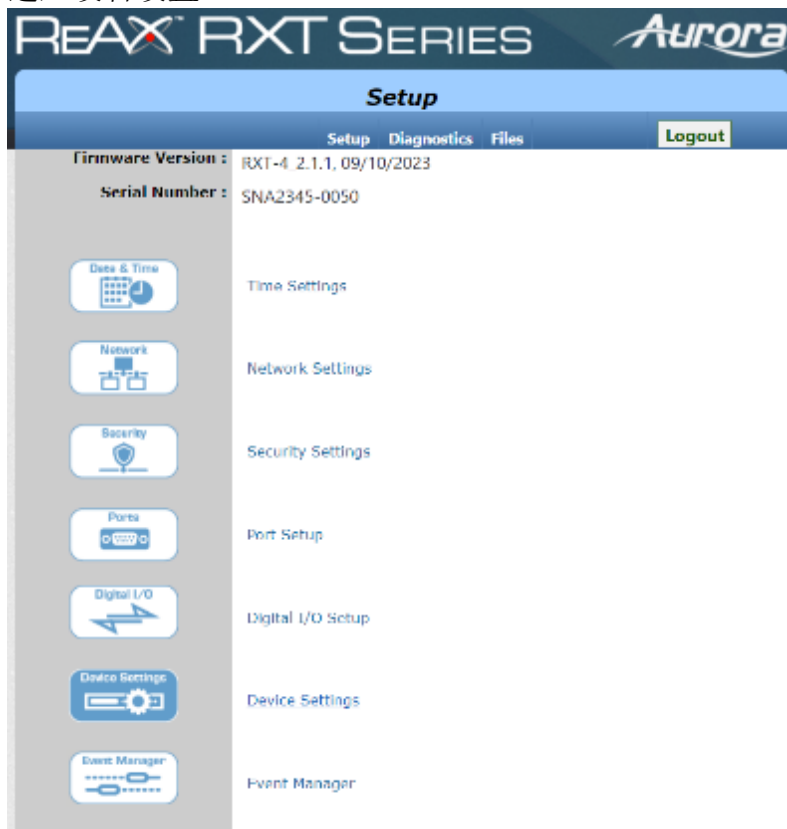 ReAX™ RXT SERIES Aurora
Setup
Setup Diagnostics Files Logout
Firmware Version : RXT-4_2.1.1, 09/10/2023
Serial Number : SNA2345-0050
Date & Time
Time Settings
Network
Network Settings
Security
Security Settings
Ports
Port Setup
Digital I/O
Digital I/O Setup
Device Settings
Device Settings
Event Manager
Event Manager